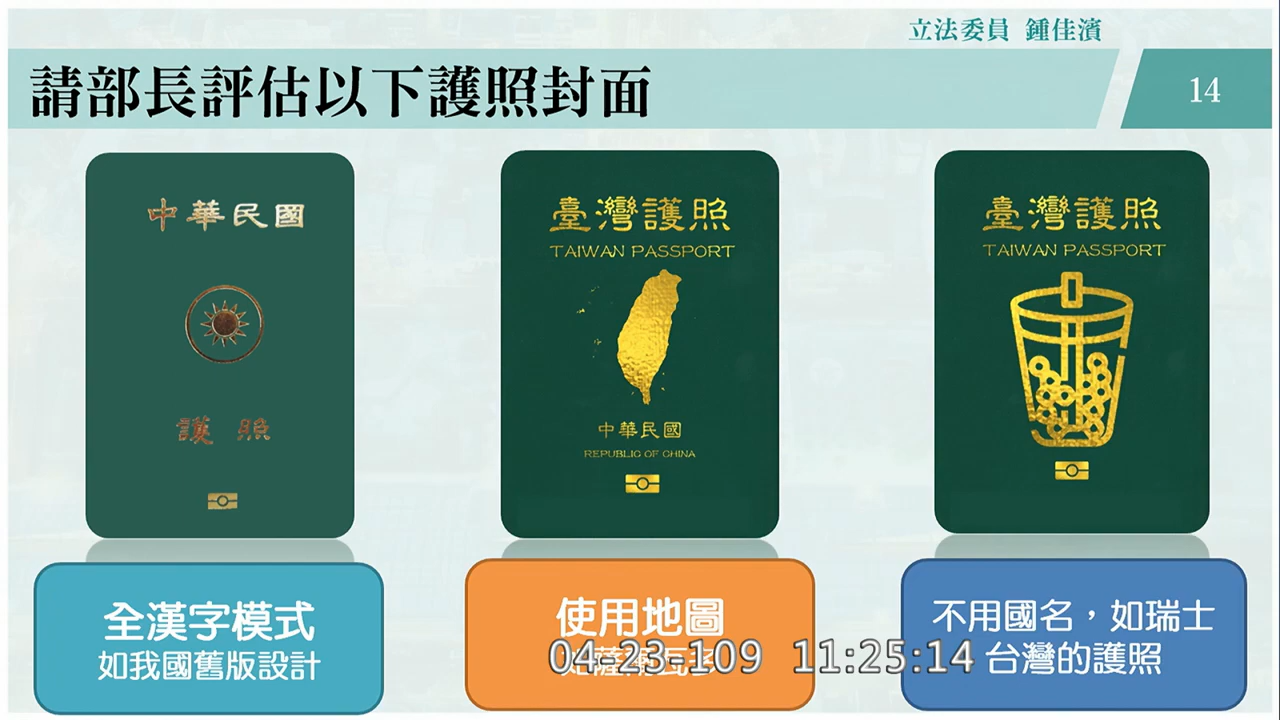 立法委員 鍾佳濱
請部長評估以下護照封面
14
中華民國
護 照
臺灣護照
TAIWAN PASSPORT
中華民國
REPUBLIC OF CHINA
臺灣護照
TAIWAN PASSPORT
全漢字模式
如我國舊版設計
使用地圖
不用國名，如瑞士
台灣的護照
04-23-109 11:25:14